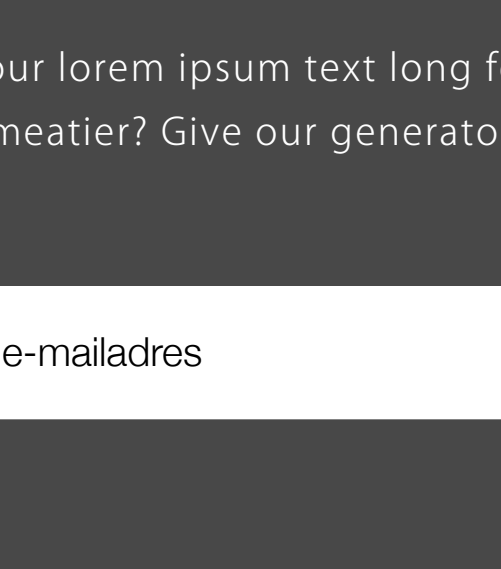 our lorem ipsum text long f
meatier? Give our generato
e-mailadres